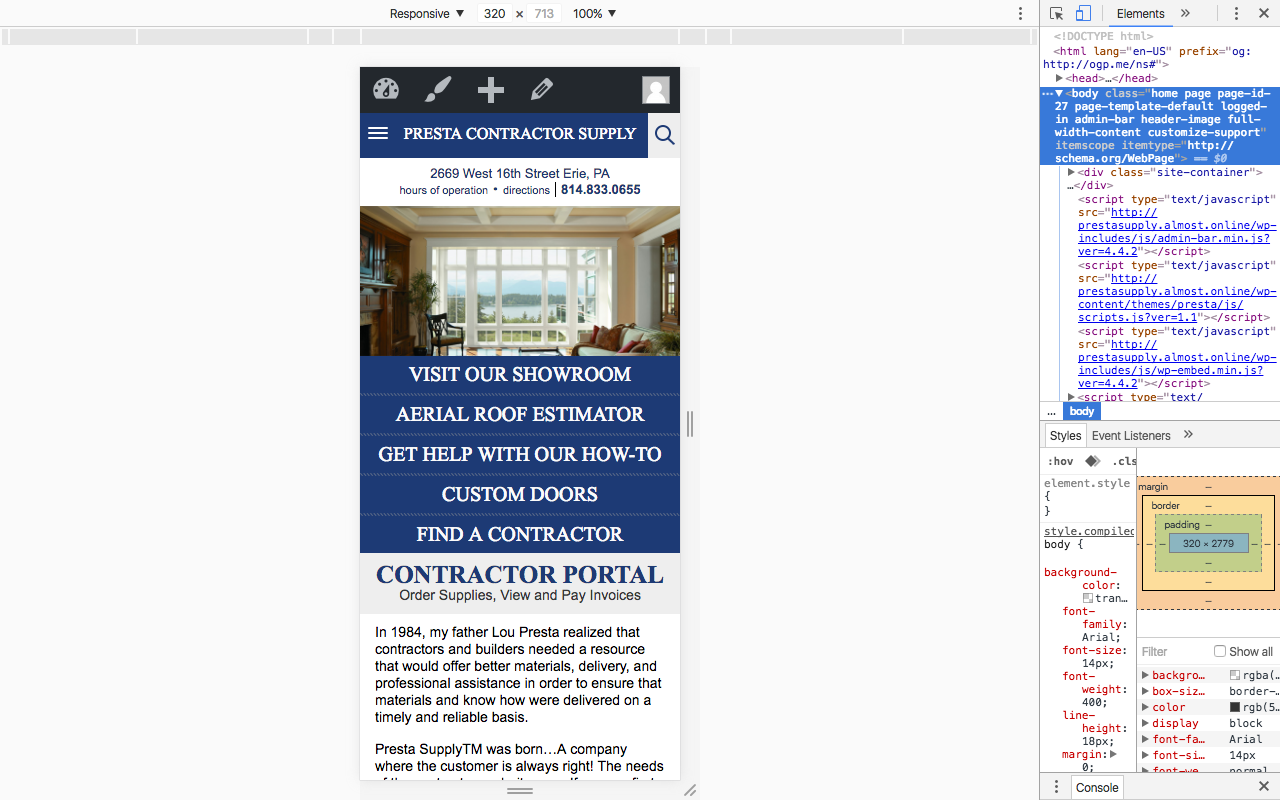 Responsive ▼ 320 × 713 100% ▼
Elements
<!DOCTYPE html>
<html lang="en-US" prefix="og:
http://ogp.me/ns#">
▶<head>…</head>
…▼<body class="home page page-id-
27 page-template-default logged-
in admin-bar header-image full-
width-content customize-support"
itemscope itemtype="http://
schema.org/WebPage"> == $0
▶<div class="site-container">
…</div>
<script type="text/javascript"
src="http://
prestasupply.almost.online/wp-
includes/js/admin-bar.min.js?
ver=4.4.2"></script>
<script type="text/javascript"
src="http://
prestasupply.almost.online/wp-
content/themes/presta/js/
scripts.js?ver=1.1"></script>
<script type="text/javascript"
src="http://
prestasupply.almost.online/wp-
includes/js/wp-embed.min.js?
ver=4.4.2"></script>
▶<script type="text/
... body
Styles Event Listeners
:hov .cls
element.style
{
}
style.compiled
body {
background-
color:
tran…
font-
family:
Arial;
font-size:
14px;
font-
weight:
400;
line-
height:
18px;
margin:▶
0;
margin –
border –
padding –
– – – 320 × 2779 – – –
–
–
–
Filter Show all
▶ backgro… rgba(…
▶ box-siz… border-…
▶ color rgb(5…
▶ display block
▶ font-fa… Arial
▶ font-si… 14px
▶ font-we… normal
Console
PRESTA CONTRACTOR SUPPLY
2669 West 16th Street Erie, PA
hours of operation • directions | 814.833.0655
VISIT OUR SHOWROOM
AERIAL ROOF ESTIMATOR
GET HELP WITH OUR HOW-TO
CUSTOM DOORS
FIND A CONTRACTOR
CONTRACTOR PORTAL
Order Supplies, View and Pay Invoices
In 1984, my father Lou Presta realized that
contractors and builders needed a resource
that would offer better materials, delivery, and
professional assistance in order to ensure that
materials and know how were delivered on a
timely and reliable basis.
Presta SupplyTM was born…A company
where the customer is always right! The needs